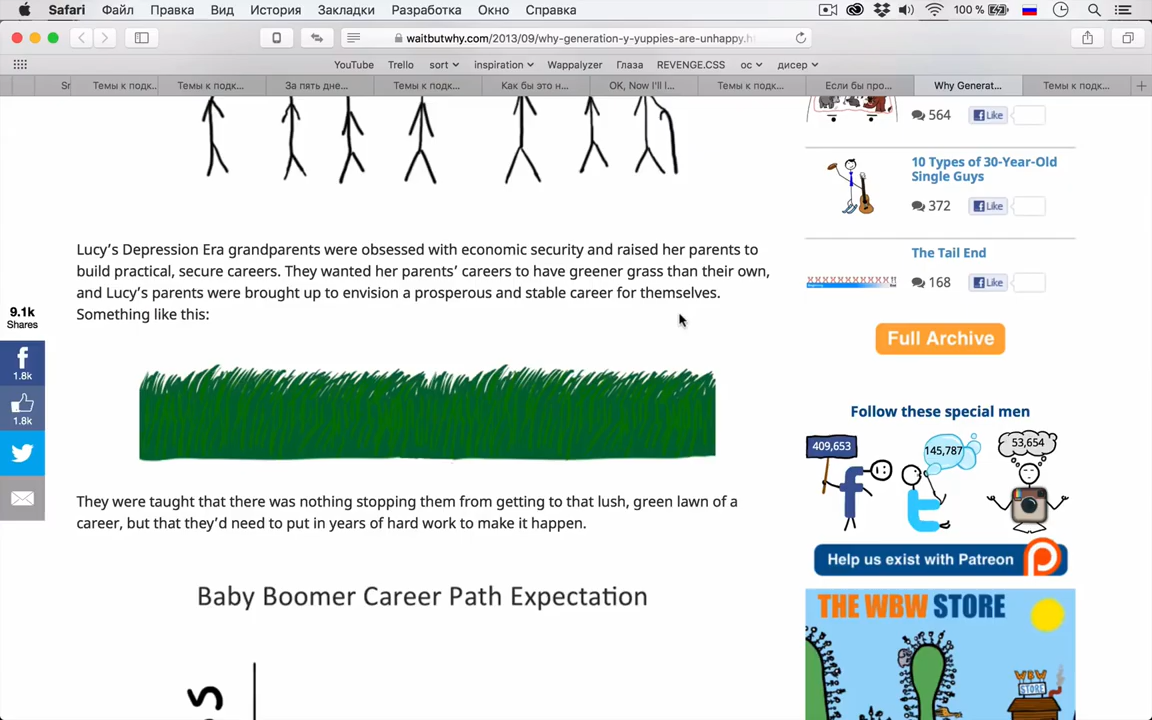 Safari Файл Правка Вид История Закладки Разработка Окно Справка 100 %
waitbutwhy.com/2013/09/why-generation-y-yuppies-are-unhappy.h
YouTube Trello sort inspiration Wappalyzer Глаза REVENGE.CSS ос дисер
Sr Темы к подк... Темы к подк... За пять дне... Темы к подк... Как бы это н... OK, Now I'll l... Темы к подк... Если бы про... Why Generat... Темы к подк...
564 Like
10 Types of 30-Year-Old
Single Guys
372 Like
The Tail End
168 Like
Full Archive
Lucy's Depression Era grandparents were obsessed with economic security and raised her parents to
build practical, secure careers. They wanted her parents' careers to have greener grass than their own,
and Lucy's parents were brought up to envision a prosperous and stable career for themselves.
Something like this:
9.1k
Shares
1.8k
1.8k
They were taught that there was nothing stopping them from getting to that lush, green lawn of a
career, but that they'd need to put in years of hard work to make it happen.
Baby Boomer Career Path Expectation
Follow these special men
409,653 145,787 53,654
Help us exist with Patreon
THE WBW STORE
WBW
STORE